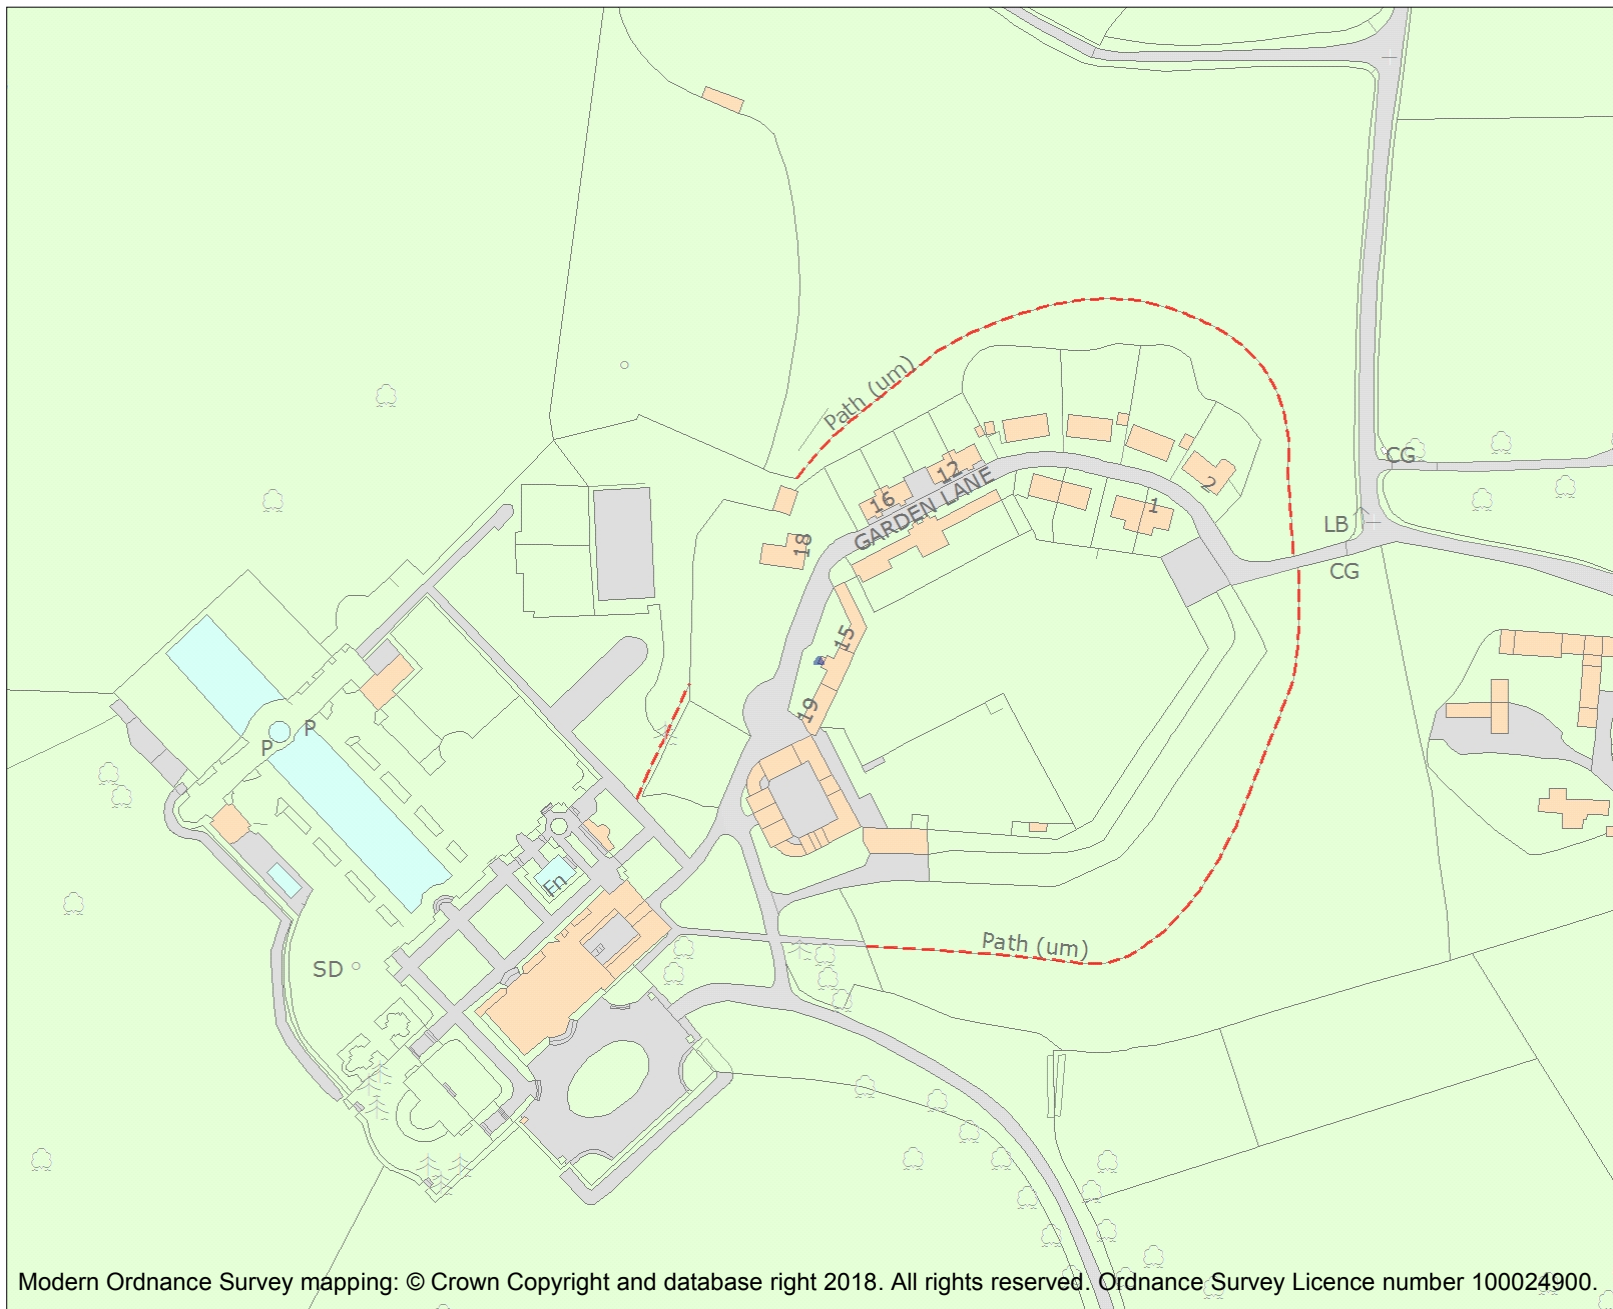 Path (um)
CG
12
2
16
GARDEN LANE
1
LB
18
CG
15
19
P
P
Fn
Path (um)
SD
Modern Ordnance Survey mapping: © Crown Copyright and database right 2018. All rights reserved. Ordnance Survey Licence number 100024900.